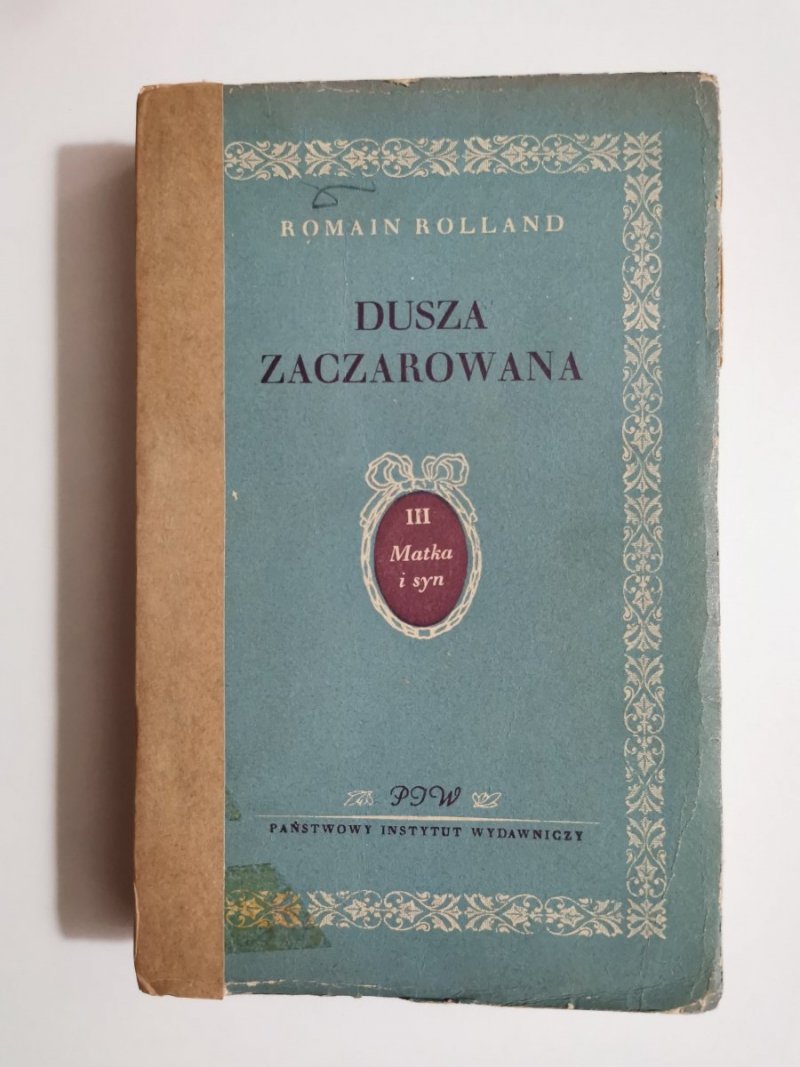 ROMAIN ROLLAND
DUSZA
ZACZAROWANA
III
Matka
i syn
PIW
PAŃSTWOWY INSTYTUT WYDAWNICZY